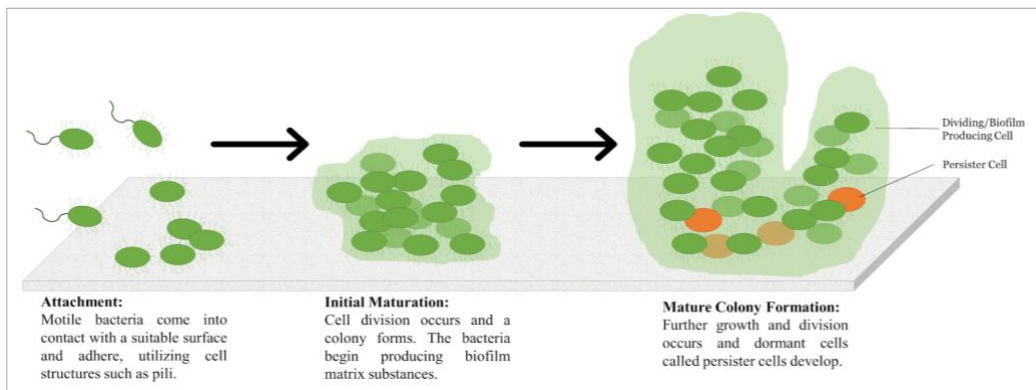 Dividing/Biofilm
Producing Cell
Persister Cell
Attachment:
Motile bacteria come into
contact with a suitable surface
and adhere, utilizing cell
structures such as pili.
Initial Maturation:
Cell division occurs and a
colony forms. The bacteria
begin producing biofilm
matrix substances.
Mature Colony Formation:
Further growth and division
occurs and dormant cells
called persister cells develop.